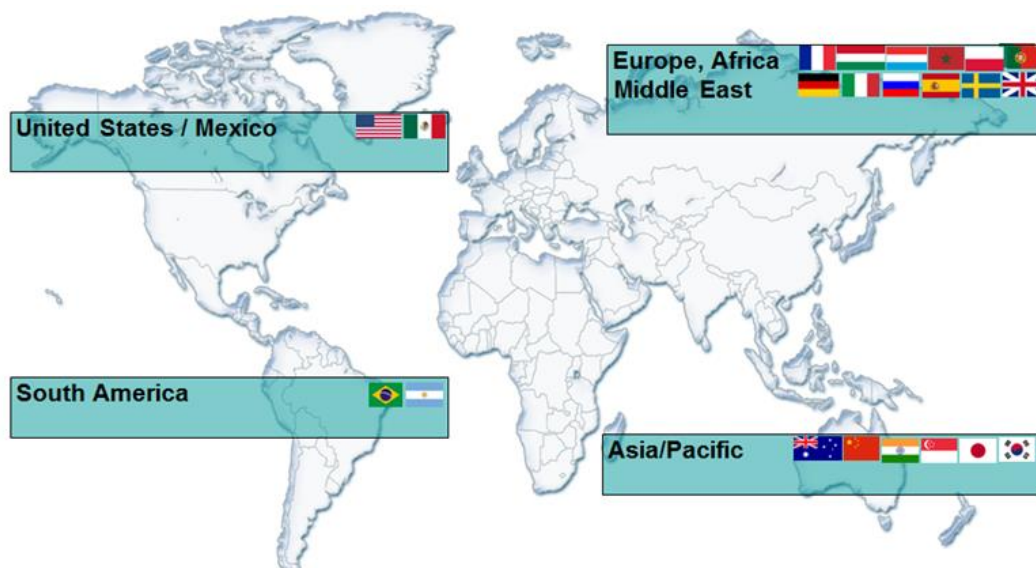 Europe, Africa
Middle East
United States / Mexico
South America
Asia/Pacific